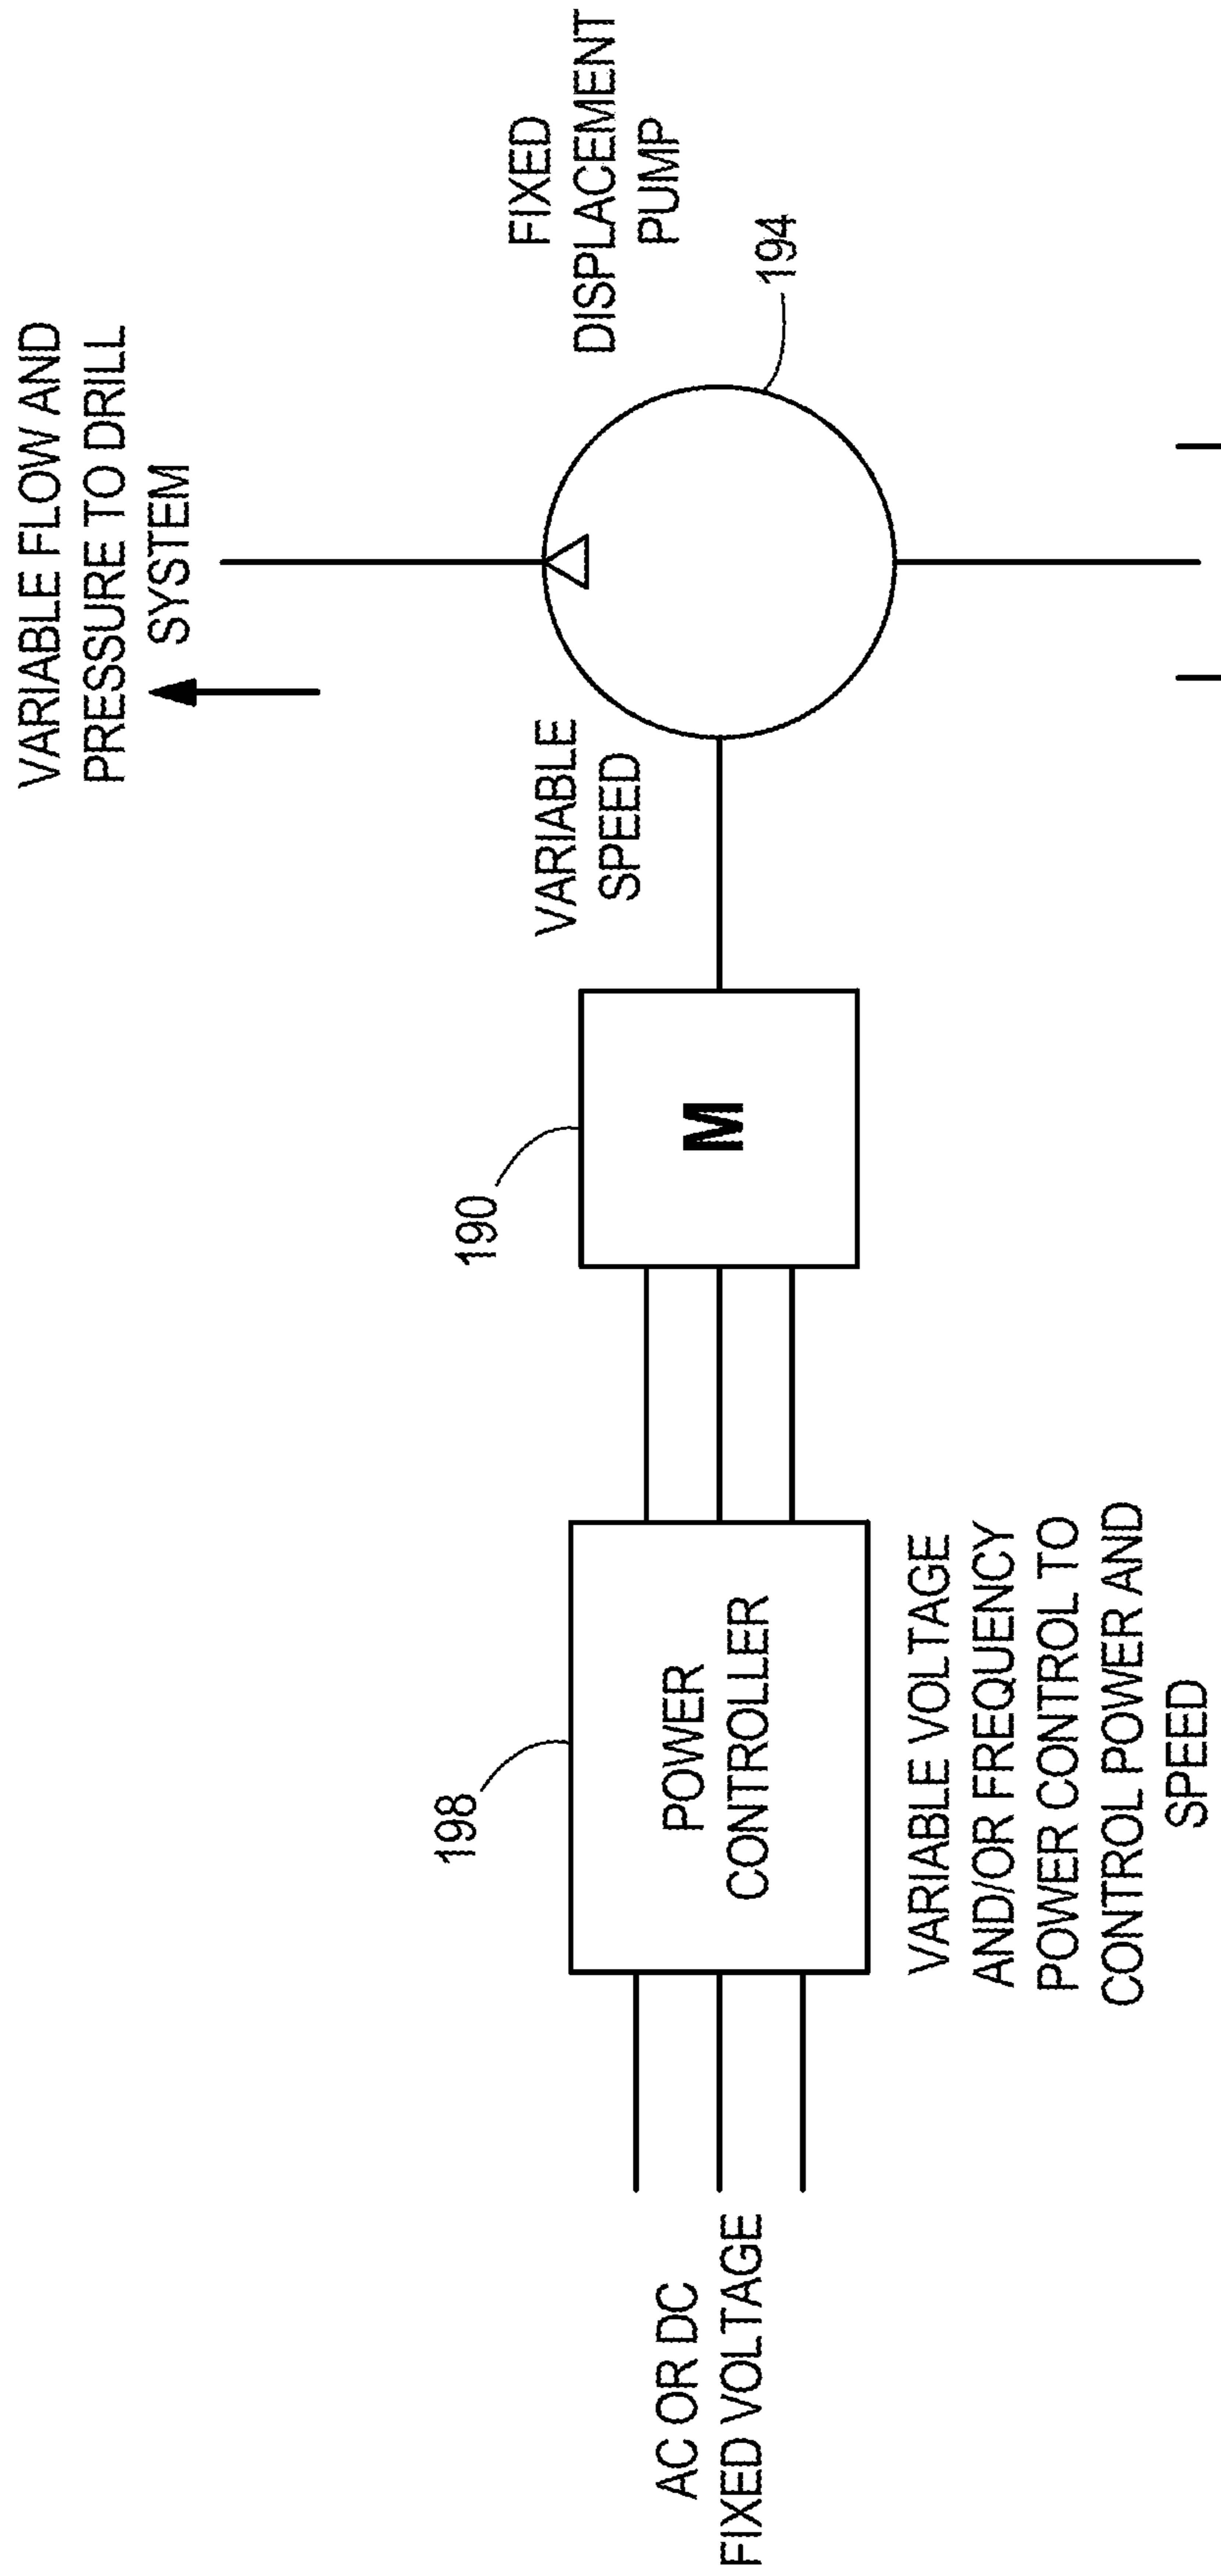 VARIABLE FLOW AND
PRESSURE TO DRILL
SYSTEM
FIXED
DISPLACEMENT
PUMP
194
VARIABLE
SPEED
190
M
198
POWER
CONTROLLER
VARIABLE VOLTAGE
AND/OR FREQUENCY
POWER CONTROL TO
CONTROL POWER AND
SPEED
AC OR DC
FIXED VOLTAGE